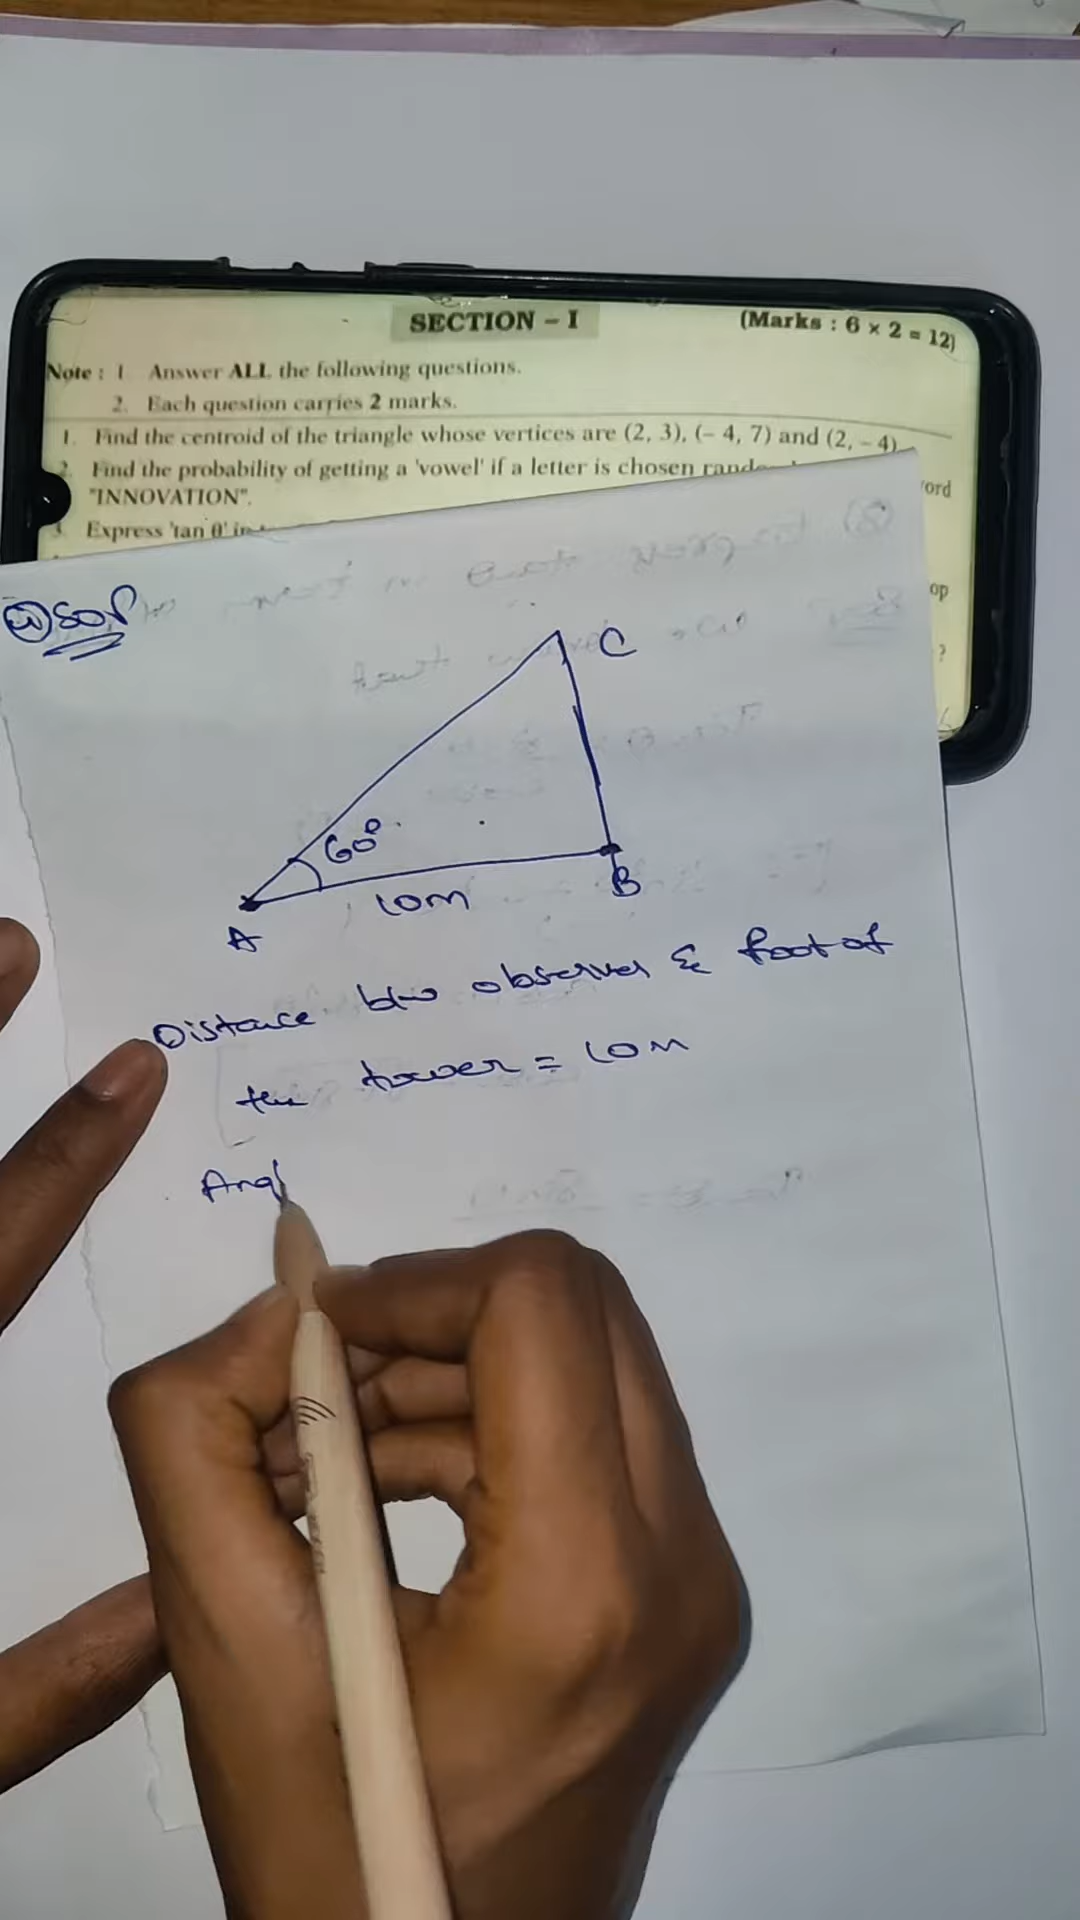 SECTION – I
(Marks : 6 × 2 = 12)
Note : 1 Answer ALL the following questions.
2. Each question carries 2 marks.
1. Find the centroid of the triangle whose vertices are (2, 3), (– 4, 7) and (2, – 4)
2. Find the probability of getting a 'vowel' if a letter is chosen
"INNOVATION".
3. Express 'tan θ' in
?
C
60°
10m
B
A
Distance b/w observer & foot of
the tower = 10m
Ang